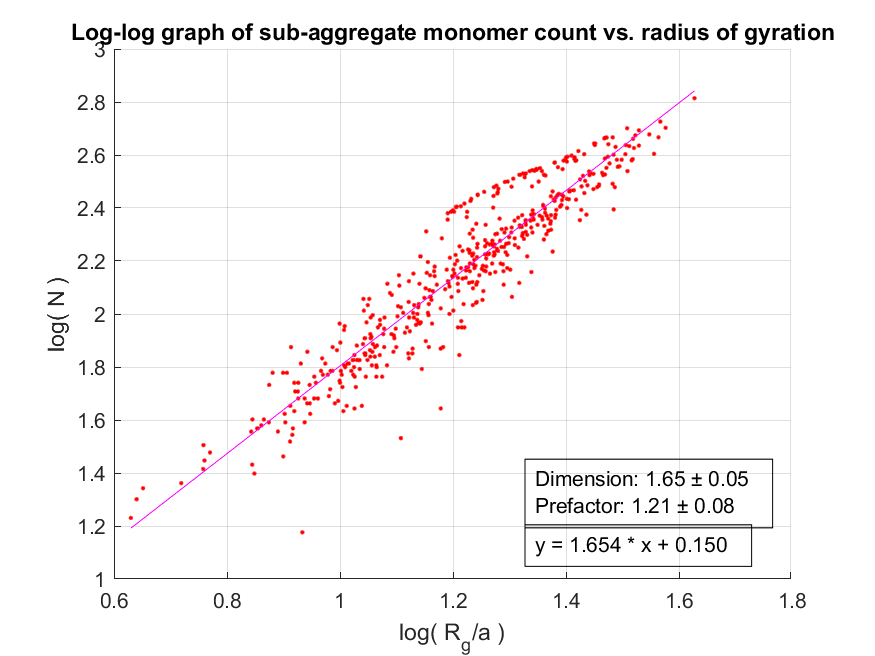 Log-log graph of sub-aggregate monomer count vs. radius of gyration
3
2.8
2.6
2.4
2.2
2
1.8
1.6
1.4
1.2
1
log( N )
Dimension: 1.65 ± 0.05
Prefactor: 1.21 ± 0.08
y = 1.654 * x + 0.150
0.6 0.8 1 1.2 1.4 1.6 1.8
log( R_g/a )